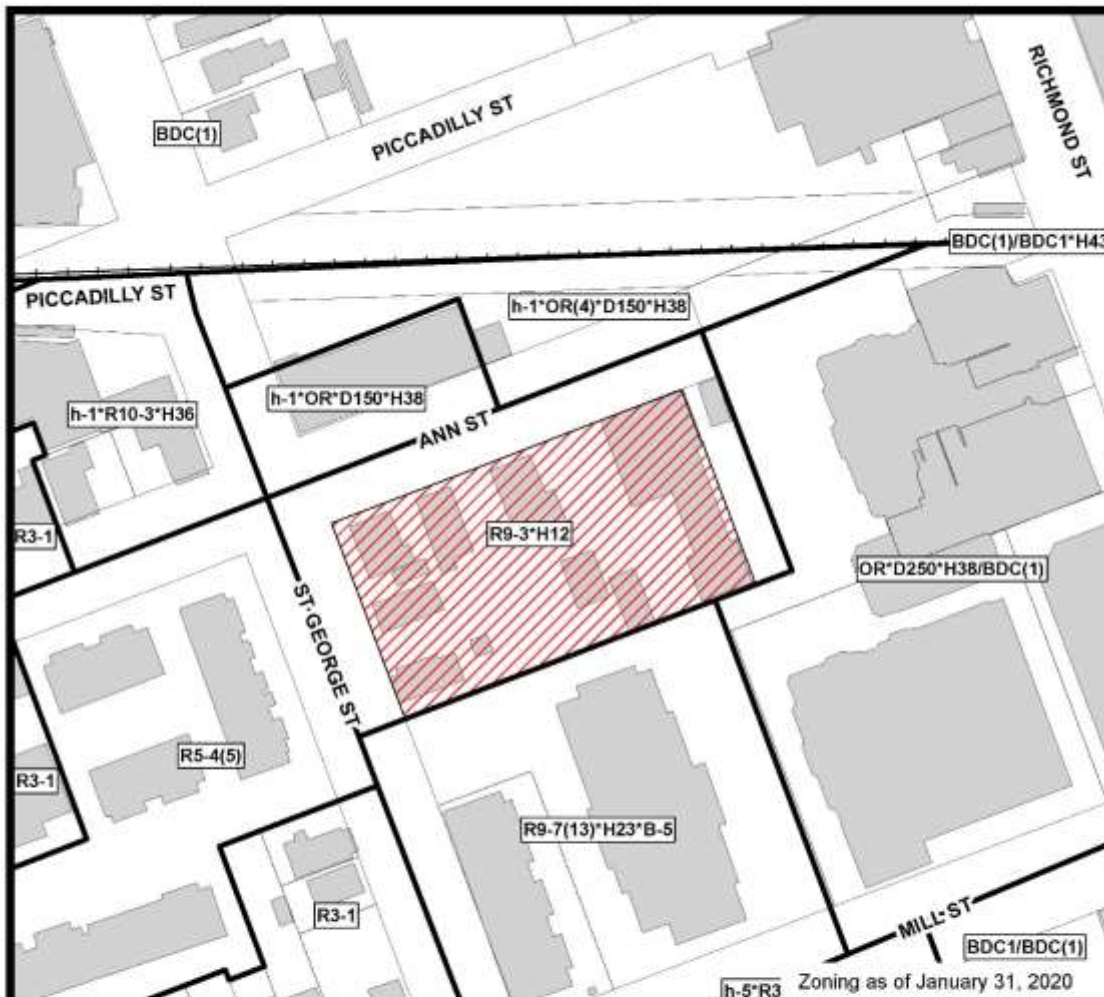 RICHMOND ST
PICCADILLY ST
BDC(1)
BDC(1)/BDC1*H43
PICCADILLY ST
h-1*OR(4)*D150*H38
h-1*OR*D150*H38
h-1*R10-3*H36
ANN ST
R9-3*H12
R3-1
OR*D250*H38/BDC(1)
ST GEORGE ST
R5-4(5)
R3-1
R9-7(13)*H23*B-5
R3-1
MILL ST
BDC1/BDC(1)
h-5*R3
Zoning as of January 31, 2020